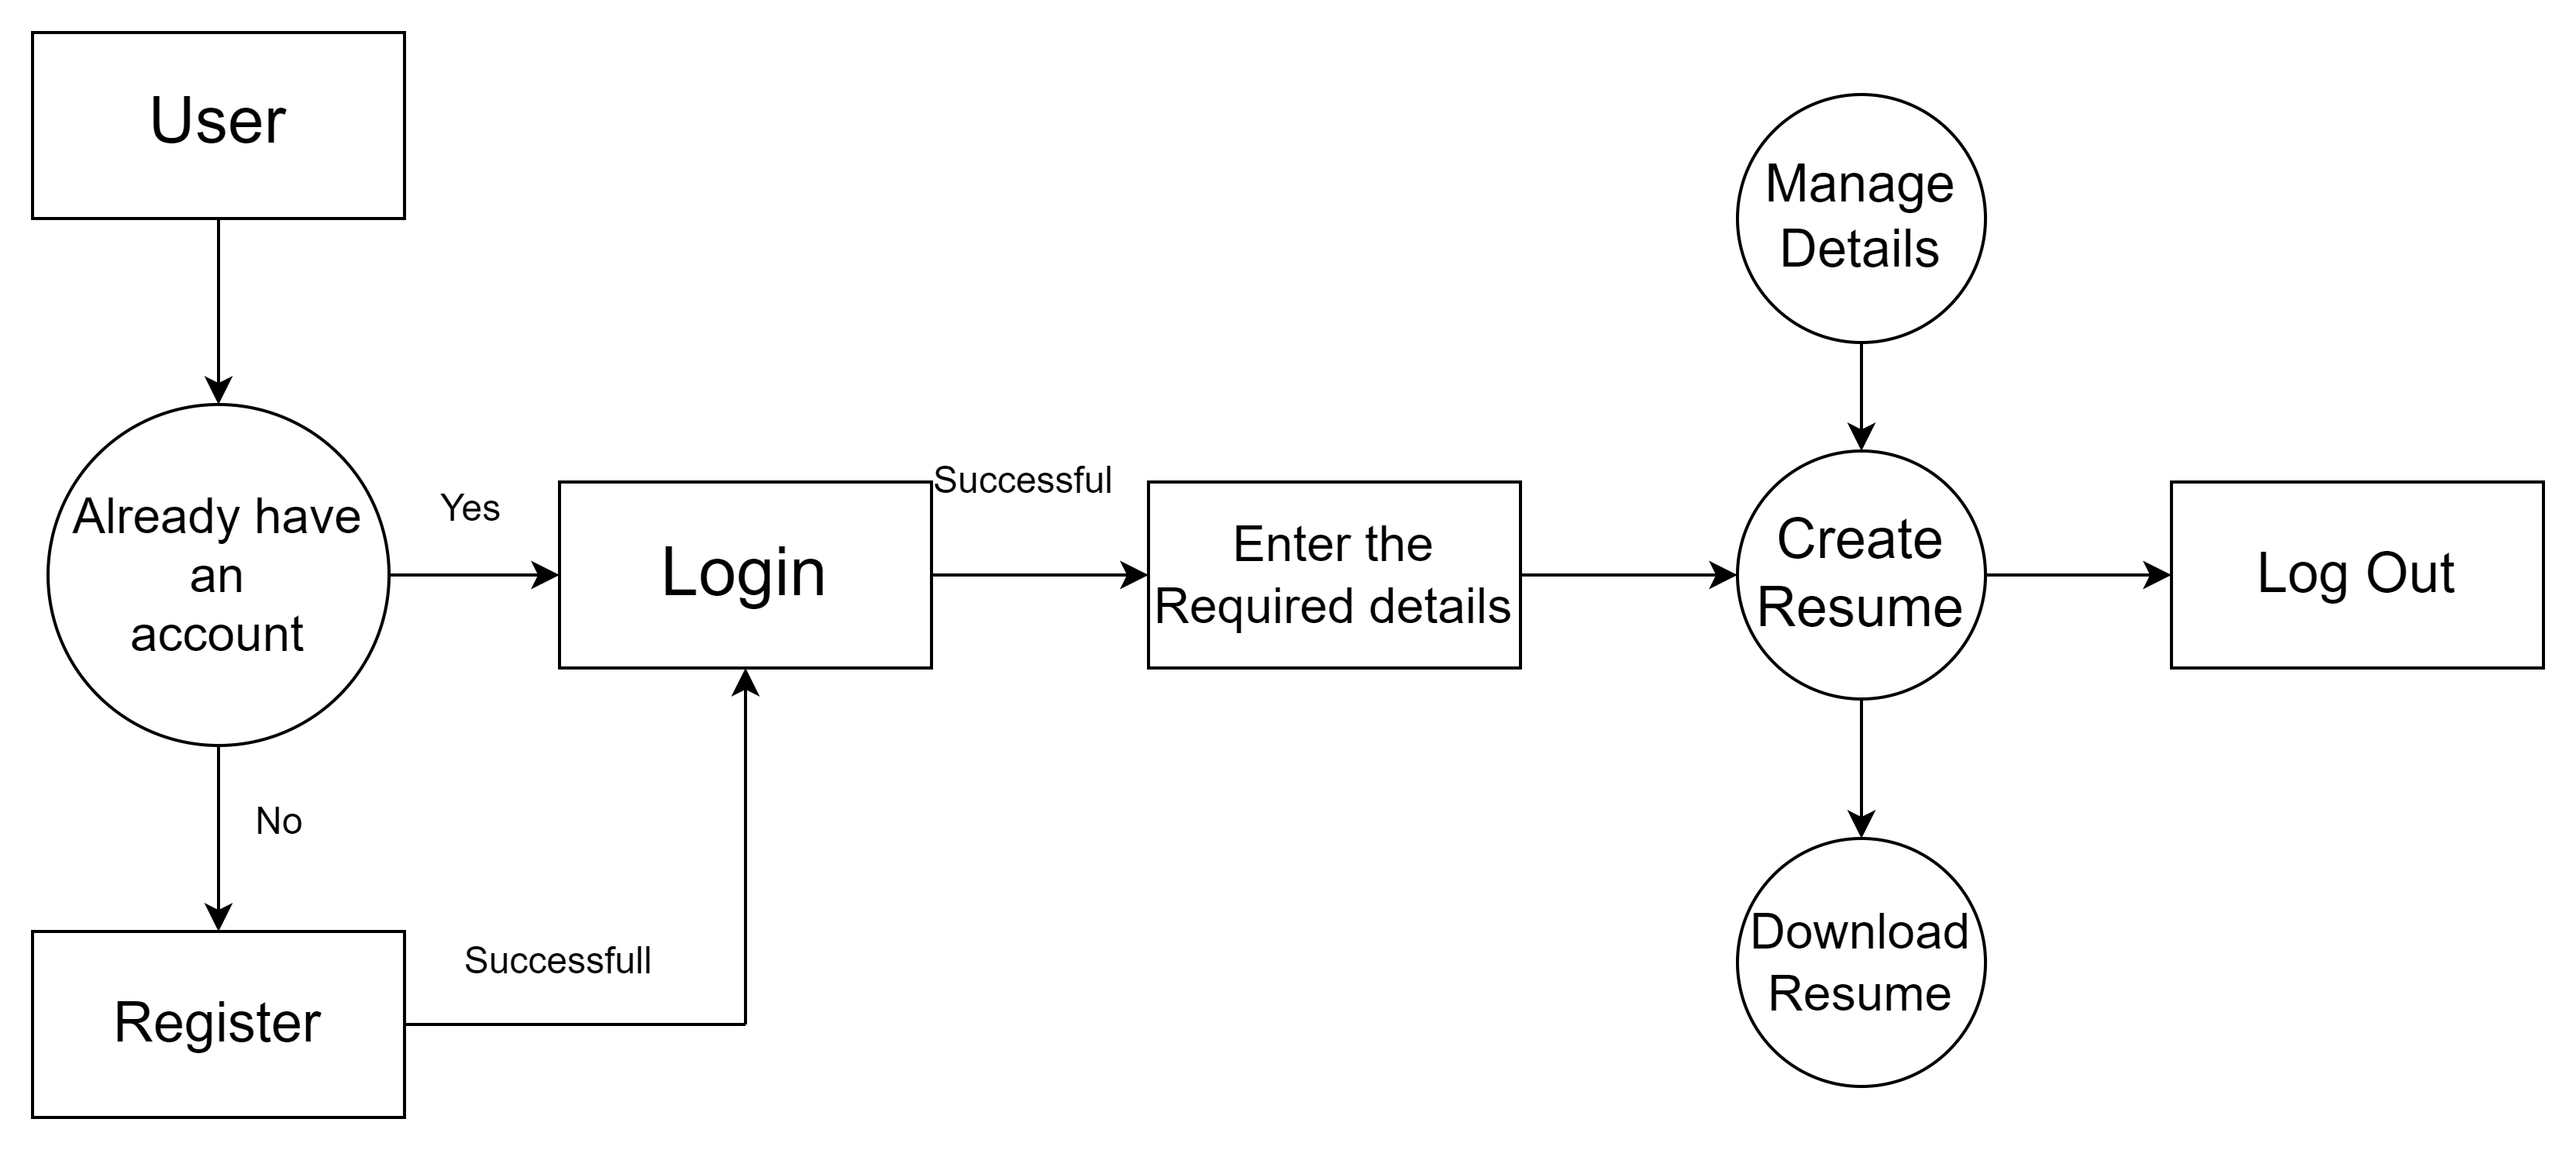 User
Already have
an
account
Yes
No
Register
Successfull
Login
Successful
Enter the
Required details
Manage
Details
Create
Resume
Download
Resume
Log Out